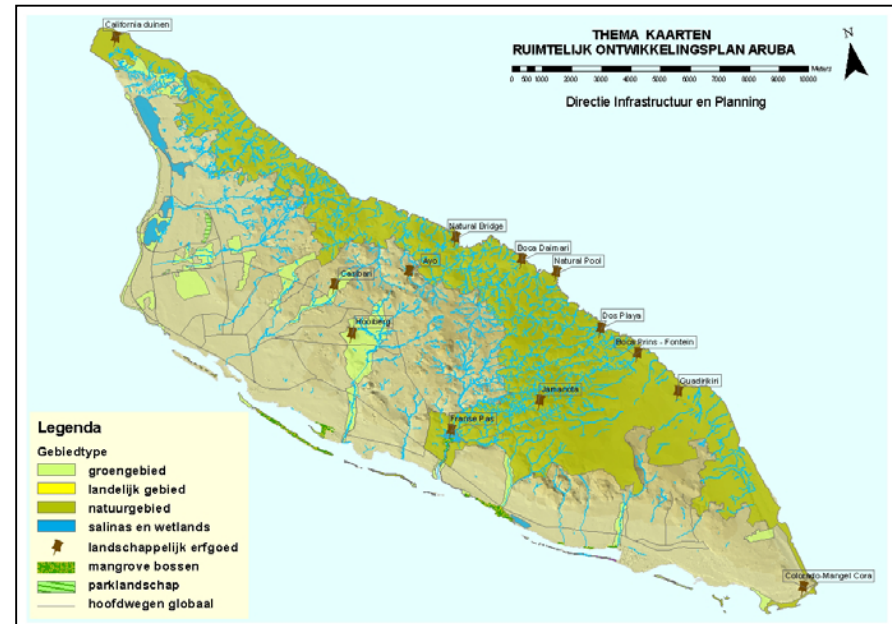 California duinen
N
THEMA KAARTEN
RUIMTELIJK ONTWIKKELINGSPLAN ARUBA
Meters
0 500 1000 2000 3000 4000 5000 6000 7000 8000 9000 10000
Directie Infrastructuur en Planning
Natural Bridge
Boca Daimari
Ayo
Natural Pool
Casibari
Dos Playa
Hooiberg
Boca Prins - Fontein
Quadirikiri
Jamanota
Franse Pas
Legenda
Gebiedtype
groengebied
landelijk gebied
natuurgebied
salinas en wetlands
landschappelijk erfgoed
mangrove bossen
parklandschap
hoofdwegen globaal
Colorado-Mangel Cora